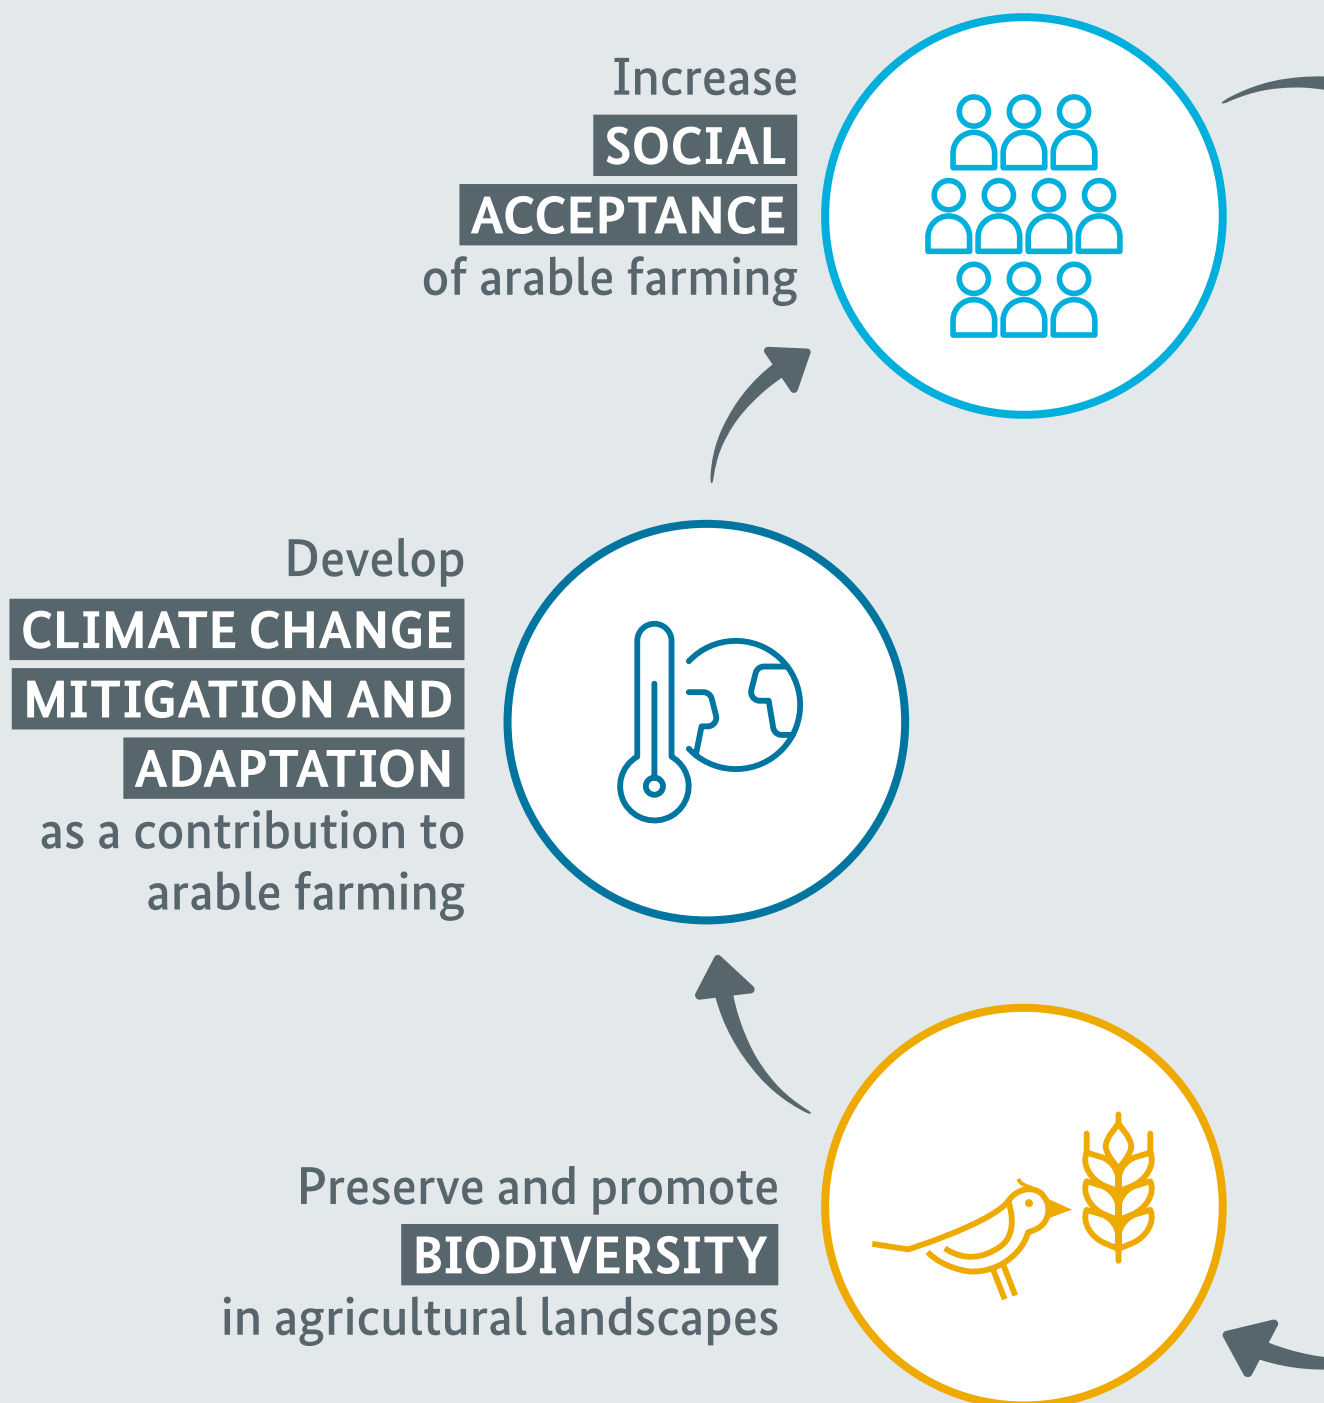 Increase
SOCIAL
ACCEPTANCE
of arable farming
Develop
CLIMATE CHANGE
MITIGATION AND
ADAPTATION
as a contribution to
arable farming
Preserve and promote
BIODIVERSITY
in agricultural landscapes